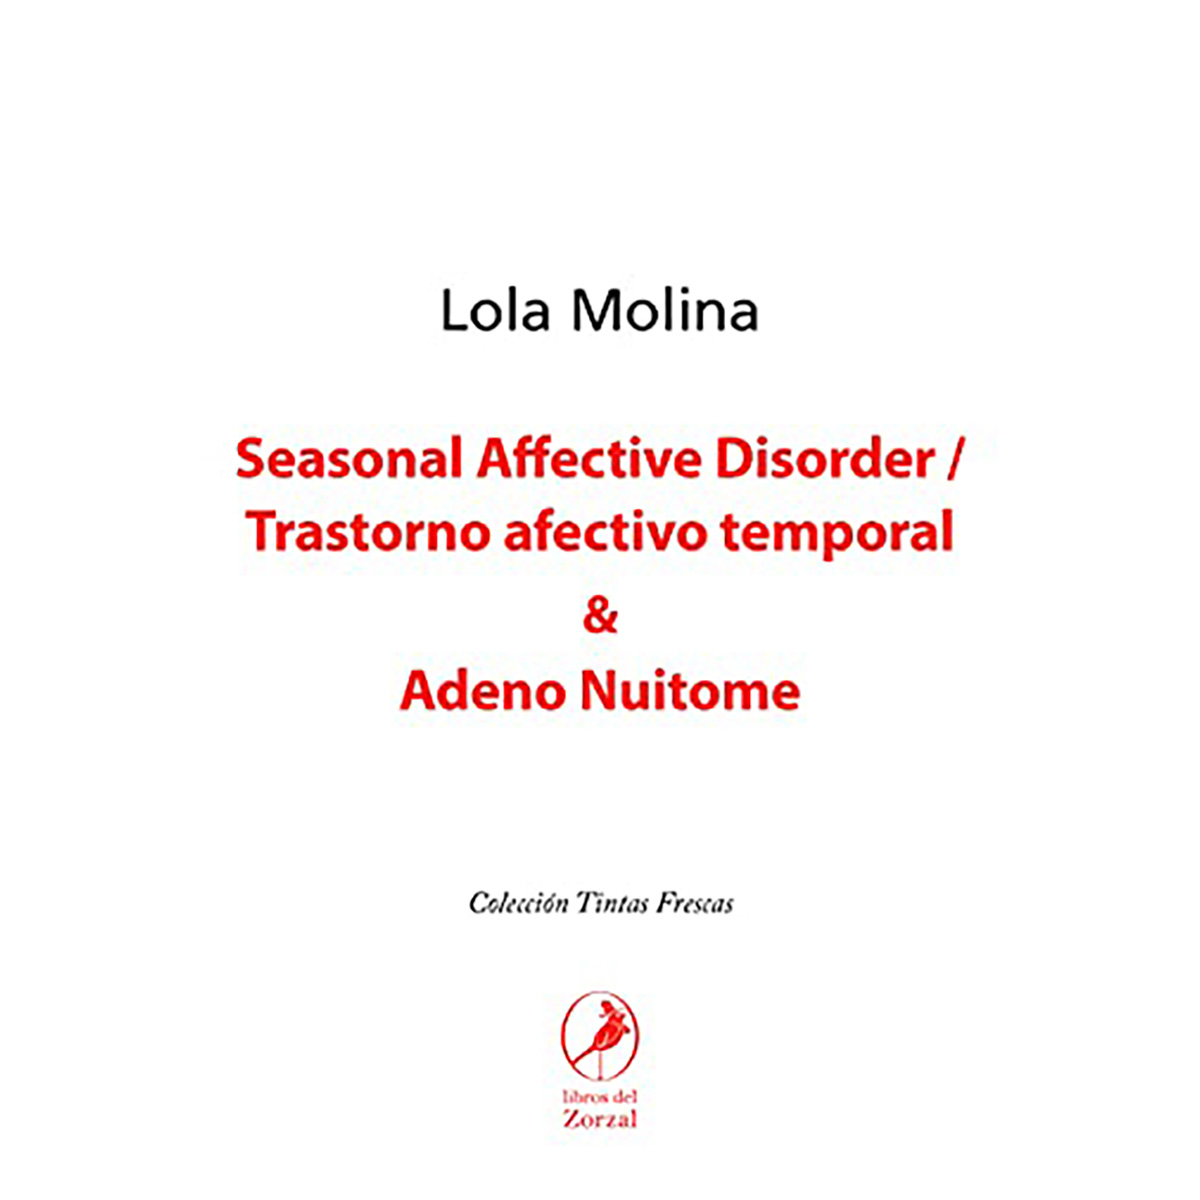 Lola Molina
Seasonal Affective Disorder /
Trastorno afectivo temporal
&
Adeno Nuitome
Colección Tintas Frescas
libros del
Zorzal